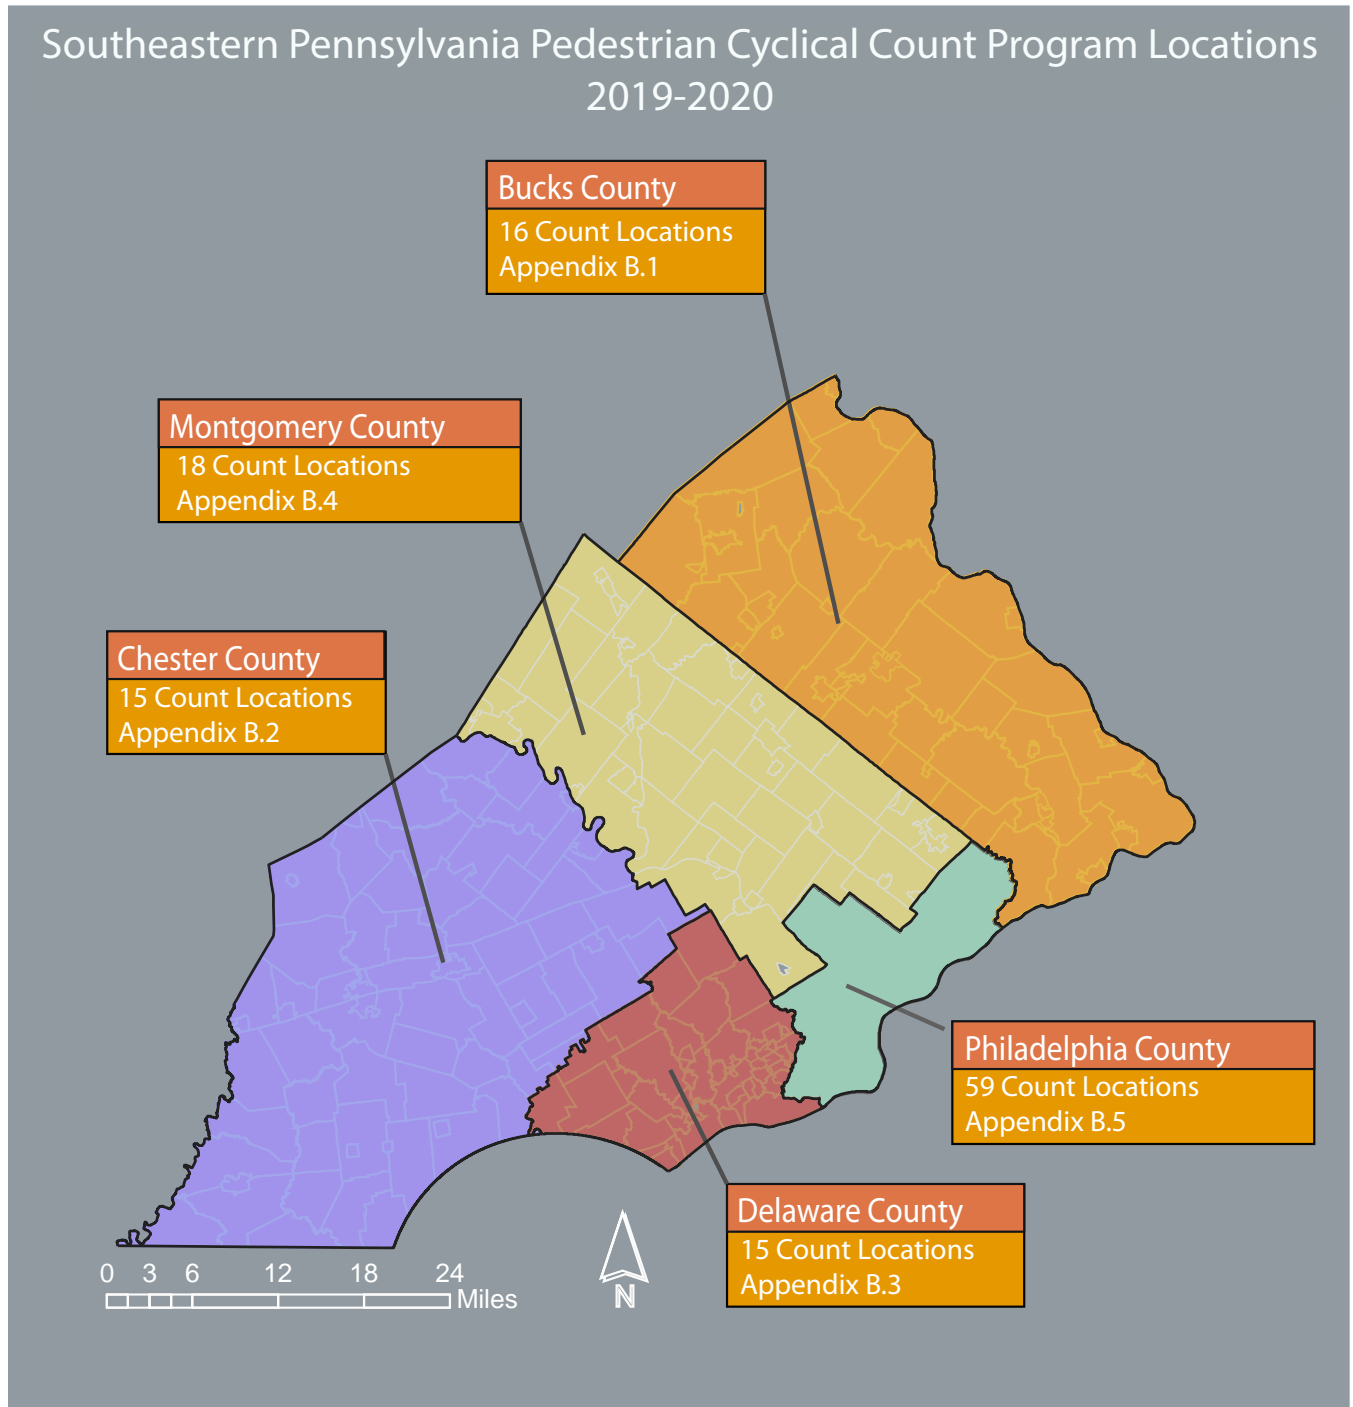 Southeastern Pennsylvania Pedestrian Cyclical Count Program Locations
2019-2020
Bucks County
16 Count Locations
Appendix B.1
Montgomery County
18 Count Locations
Appendix B.4
Chester County
15 Count Locations
Appendix B.2
Philadelphia County
59 Count Locations
Appendix B.5
Delaware County
15 Count Locations
Appendix B.3
0 3 6 12 18 24
Miles
N